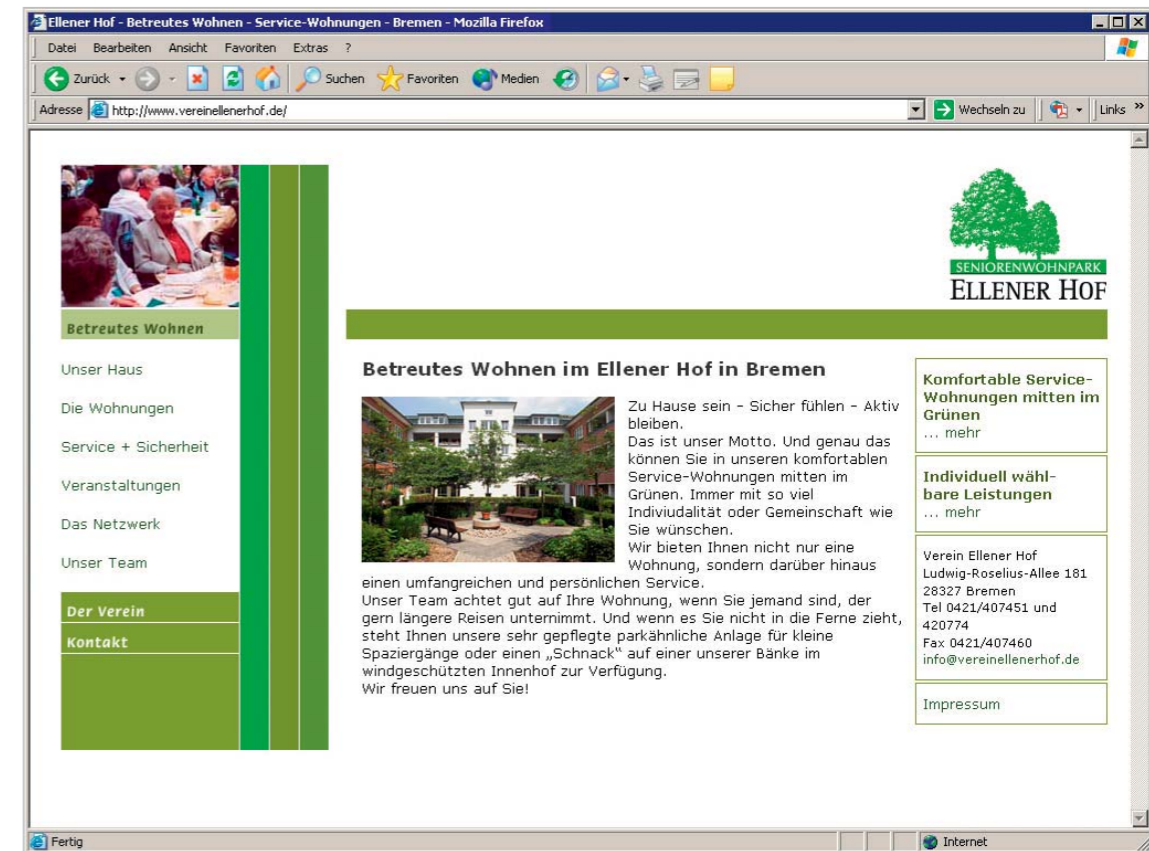 Ellener Hof - Betreutes Wohnen - Service-Wohnungen - Bremen - Mozilla Firefox
Datei Bearbeiten Ansicht Favoriten Extras ?
Zurück Suchen Favoriten Medien
Adresse http://www.vereinellenerhof.de/ Wechseln zu Links »
SENIORENWOHNPARK
ELLENER HOF
Betreutes Wohnen
Unser Haus
Die Wohnungen
Service + Sicherheit
Veranstaltungen
Das Netzwerk
Unser Team
Der Verein
Kontakt
Betreutes Wohnen im Ellener Hof in Bremen
Zu Hause sein – Sicher fühlen – Aktiv
bleiben.
Das ist unser Motto. Und genau das
können Sie in unseren komfortablen
Service-Wohnungen mitten im
Grünen. Immer mit so viel
Indiviudalität oder Gemeinschaft wie
Sie wünschen.
Wir bieten Ihnen nicht nur eine
Wohnung, sondern darüber hinaus
einen umfangreichen und persönlichen Service.
Unser Team achtet gut auf Ihre Wohnung, wenn Sie jemand sind, der
gern längere Reisen unternimmt. Und wenn es Sie nicht in die Ferne zieht,
steht Ihnen unsere sehr gepflegte parkähnliche Anlage für kleine
Spaziergänge oder einen „Schnack“ auf einer unserer Bänke im
windgeschützten Innenhof zur Verfügung.
Wir freuen uns auf Sie!
Komfortable Service-
Wohnungen mitten im
Grünen
... mehr
Individuell wähl-
bare Leistungen
... mehr
Verein Ellener Hof
Ludwig-Roselius-Allee 181
28327 Bremen
Tel 0421/407451 und
420774
Fax 0421/407460
info@vereinellenerhof.de
Impressum
Fertig Internet